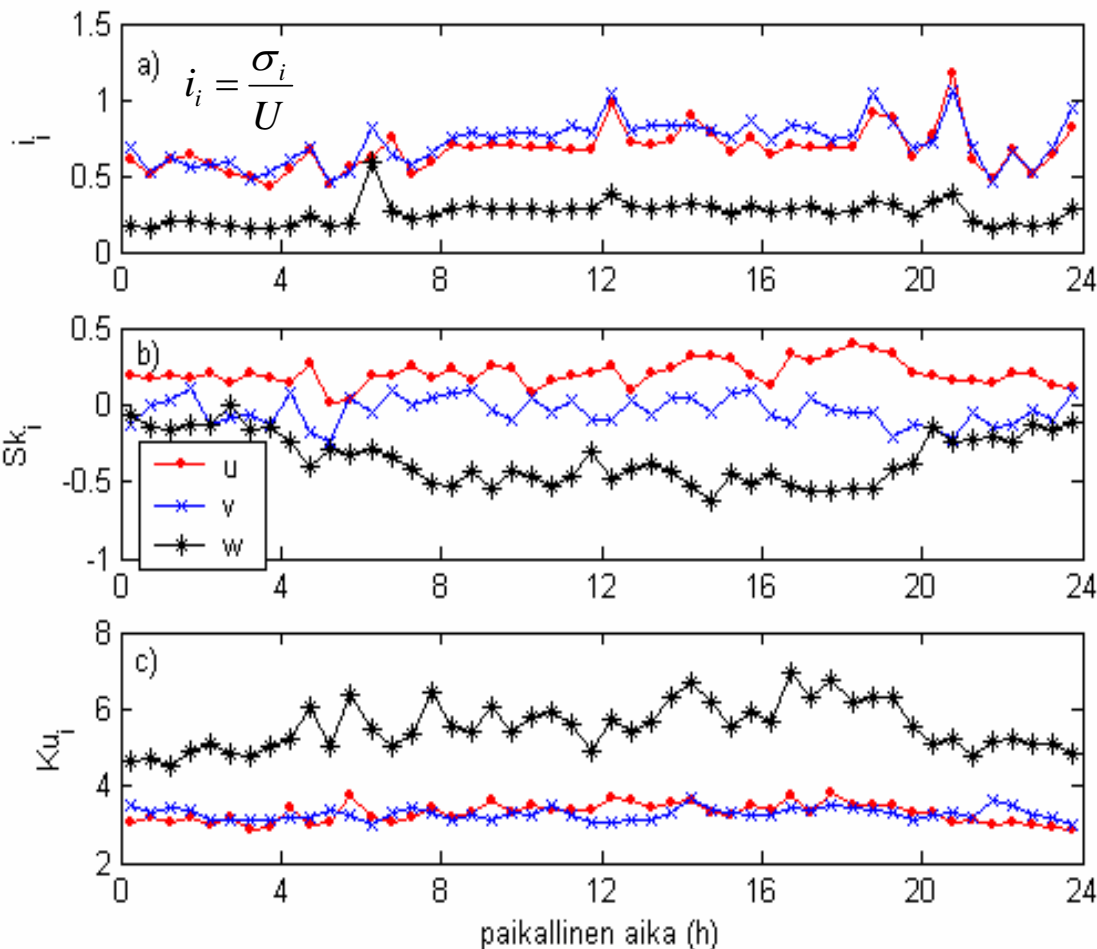 1.5
a) i_i = σ_i / U
1
i_i
0.5
0
0 4 8 12 16 20 24
0.5
b)
0
Sk_i
-0.5
-1
u
v
w
0 4 8 12 16 20 24
8
c)
6
Ku_i
4
2
0 4 8 12 16 20 24
paikallinen aika (h)